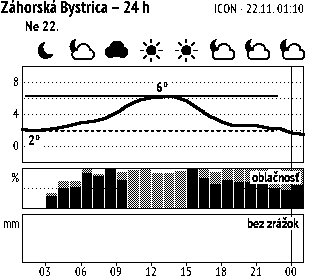 Záhorská Bystrica – 24 h
ICON - 22.11. 01:10
Ne 22.
8
6°
4
2°
0
%
oblačnosť
mm
bez zrážok
03 06 09 12 15 18 21 00